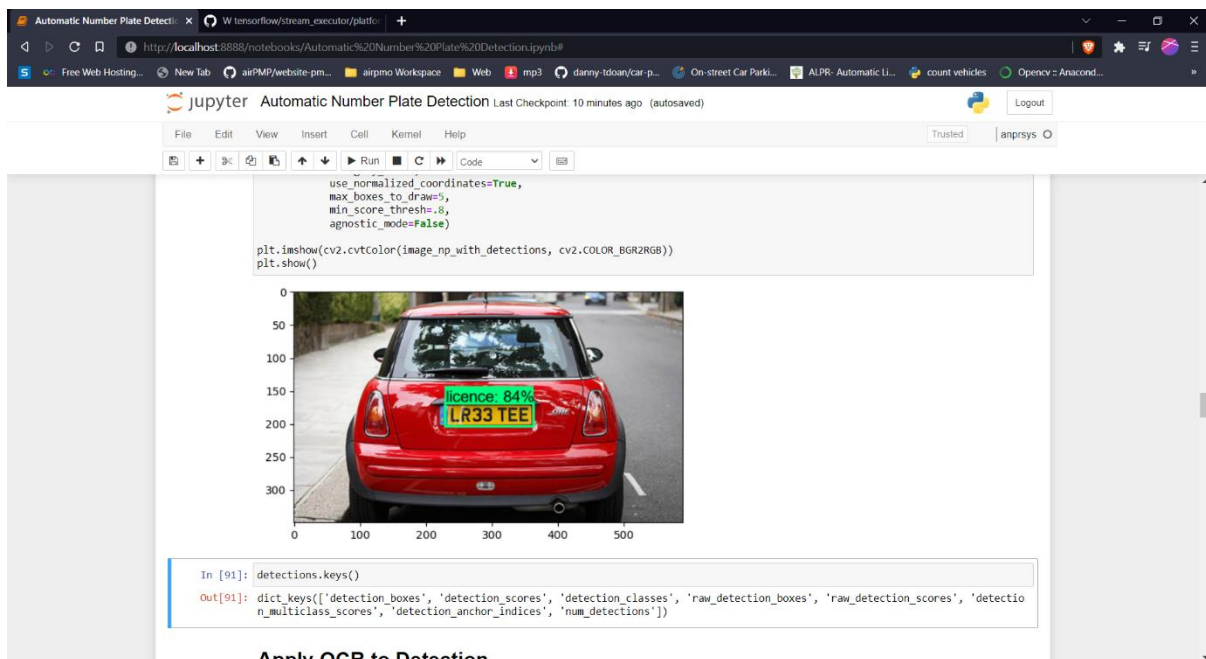 Automatic Number Plate Detecti
W tensorflow/stream_executor/platfor
http://localhost:8888/notebooks/Automatic%20Number%20Plate%20Detection.ipynb#
Free Web Hosting... New Tab airPMP/website-pm... airpmo Workspace Web mp3 danny-tdoan/car-p... On-street Car Parki... ALPR- Automatic Li... count vehicles Opencv :: Anacond...
jupyter Automatic Number Plate Detection Last Checkpoint: 10 minutes ago (autosaved) Logout
File Edit View Insert Cell Kernel Help Trusted anprsys
Run Code
use_normalized_coordinates=True,
max_boxes_to_draw=5,
min_score_thresh=.8,
agnostic_mode=False)
plt.imshow(cv2.cvtColor(image_np_with_detections, cv2.COLOR_BGR2RGB))
plt.show()
0
50
100
150
200
250
300
licence: 84%
LR33 TEE
0 100 200 300 400 500
In [91]: detections.keys()
Out[91]: dict_keys(['detection_boxes', 'detection_scores', 'detection_classes', 'raw_detection_boxes', 'raw_detection_scores', 'detectio
n_multiclass_scores', 'detection_anchor_indices', 'num_detections'])
Apply OCR to Detection